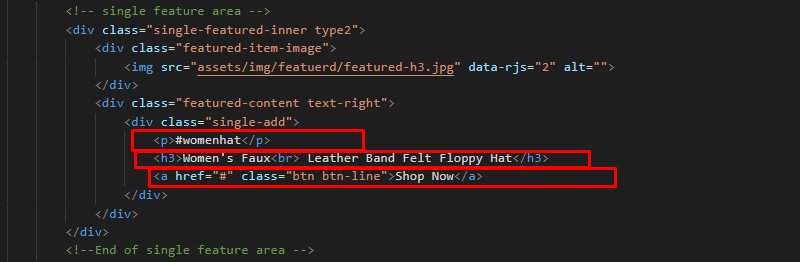 <!-- single feature area -->
<div class="single-featured-inner type2">
<div class="featured-item-image">
<img src="assets/img/featuerd/featured-h3.jpg" data-rjs="2" alt="">
</div>
<div class="featured-content text-right">
<div class="single-add">
<p>#womenhat</p>
<h3>Women's Faux<br> Leather Band Felt Floppy Hat</h3>
<a href="#" class="btn btn-line">Shop Now</a>
</div>
</div>
</div>
<!--End of single feature area -->